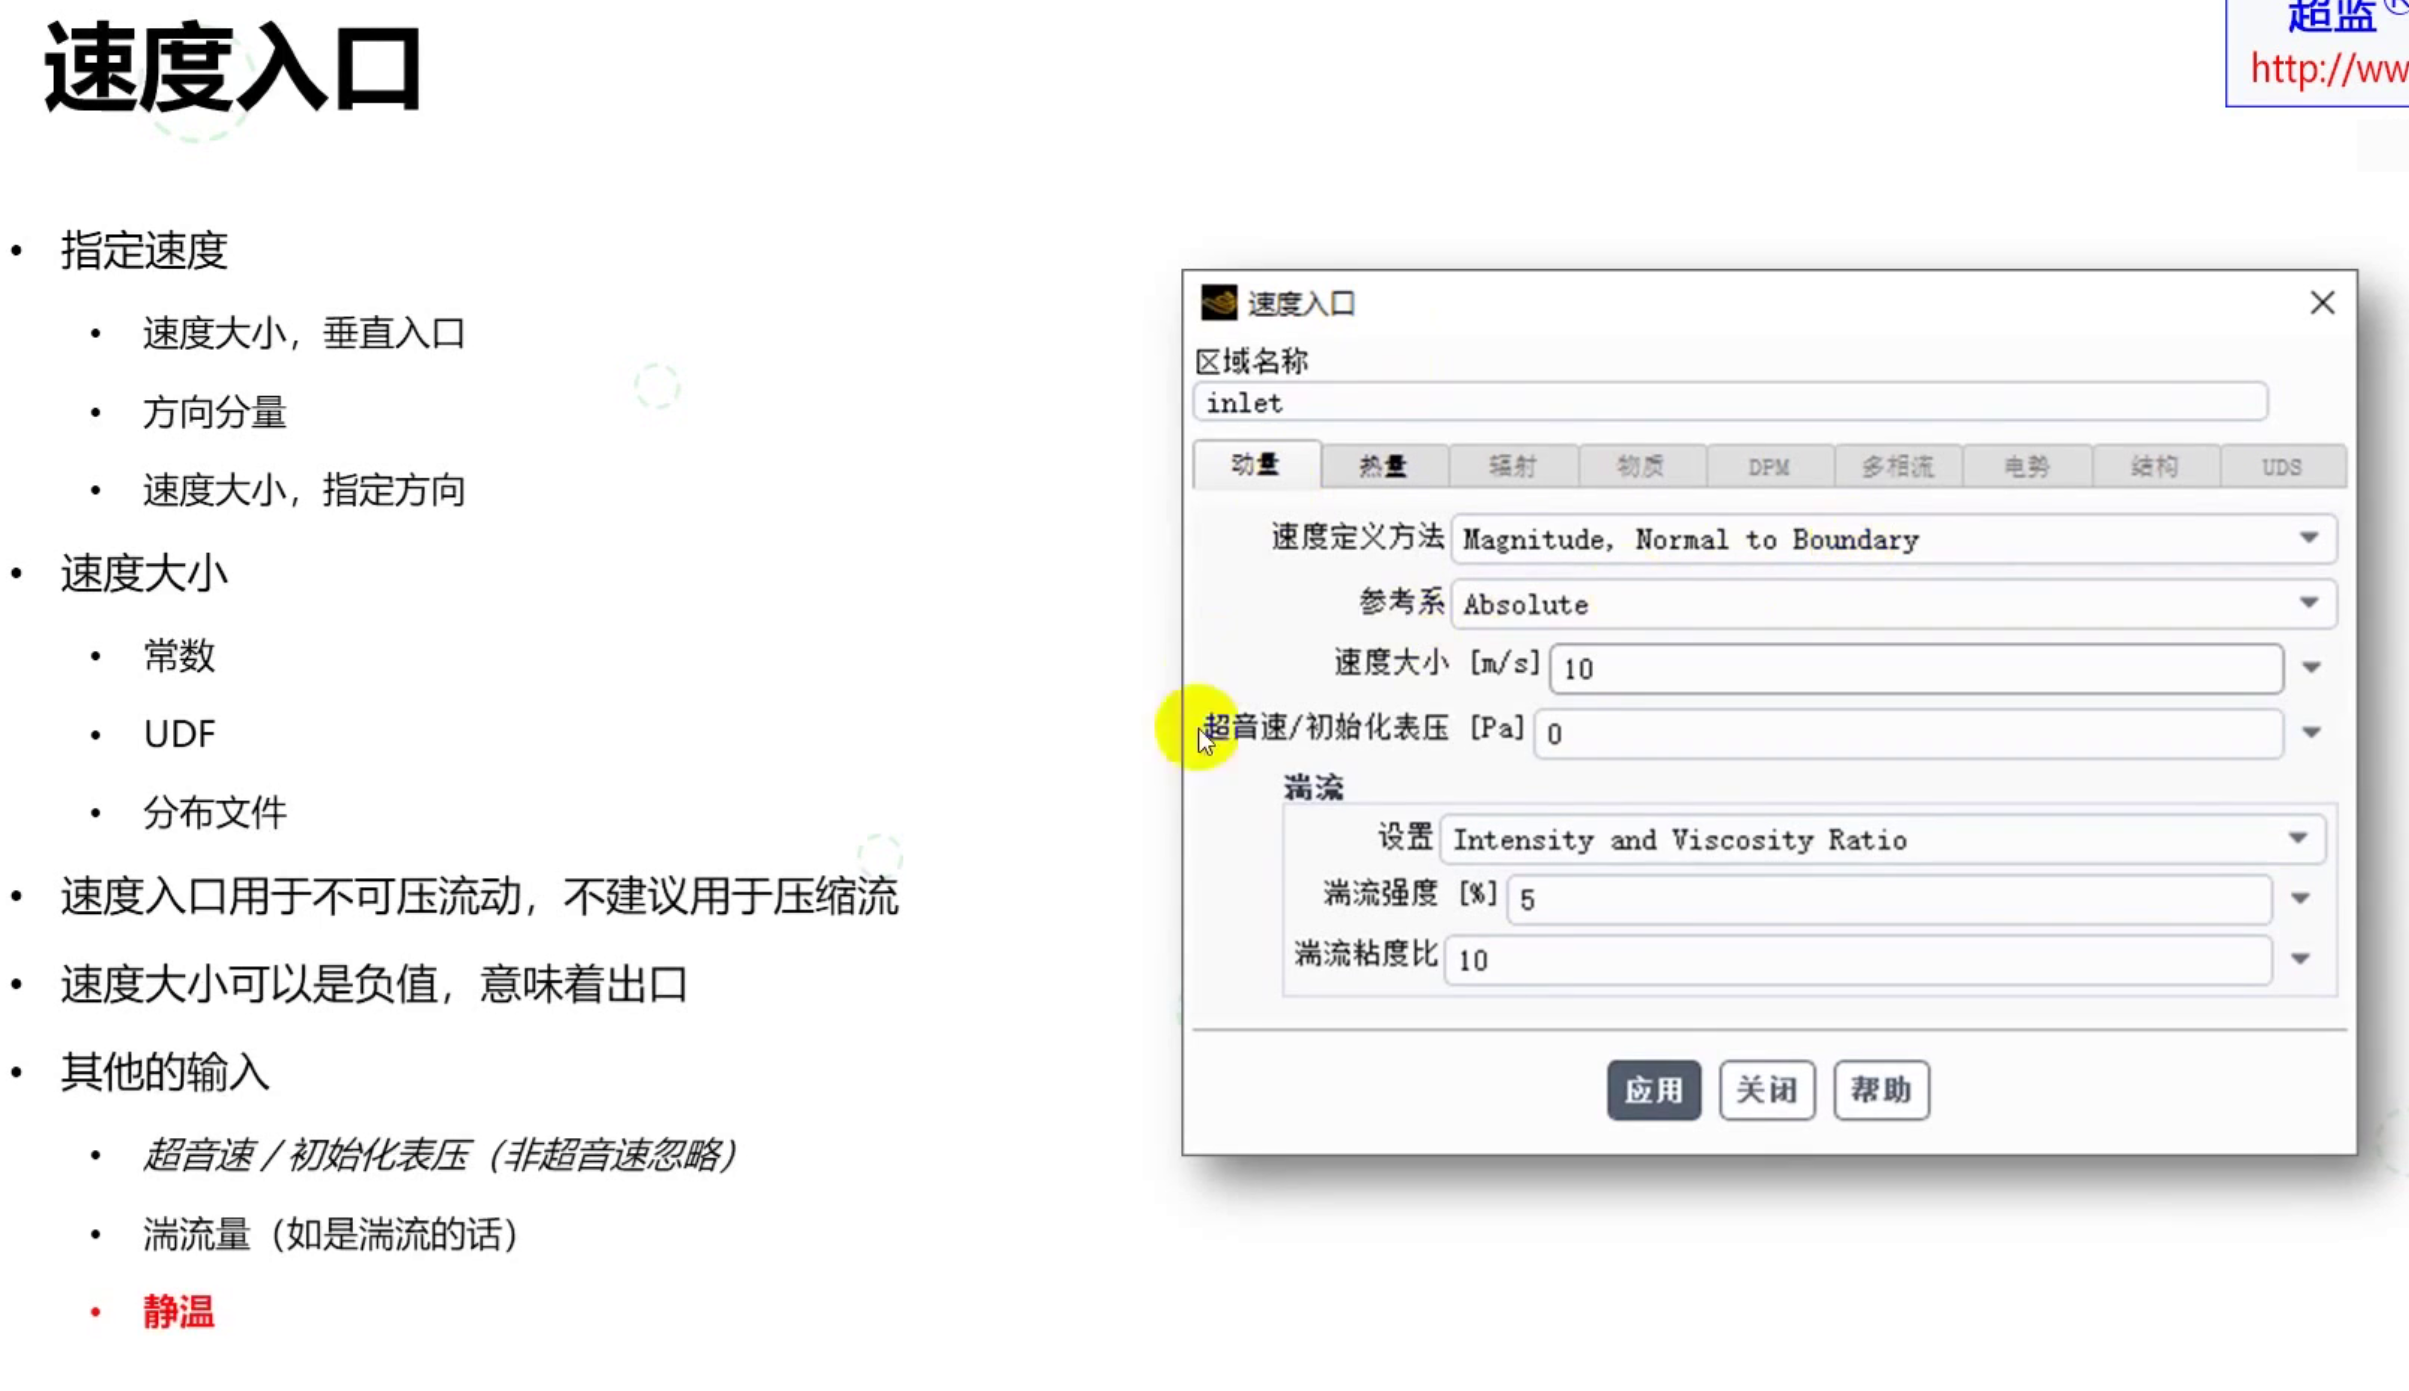 速度入口
超监®
http://ww
• 指定速度
• 速度大小，垂直入口
• 方向分量
• 速度大小，指定方向
• 速度大小
• 常数
• UDF
• 分布文件
• 速度入口用于不可压流动，不建议用于压缩流
• 速度大小可以是负值，意味着出口
• 其他的输入
• 超音速 / 初始化表压（非超音速忽略）
• 湍流量（如是湍流的话）
• 静温
速度入口
区域名称
inlet
动量 热量 辐射 物质 DPM 多相流 电势 结构 UDS
速度定义方法 Magnitude, Normal to Boundary
参考系 Absolute
速度大小 [m/s] 10
超音速/初始化表压 [Pa] 0
湍流
设置 Intensity and Viscosity Ratio
湍流强度 [%] 5
湍流粘度比 10
应用 关闭 帮助